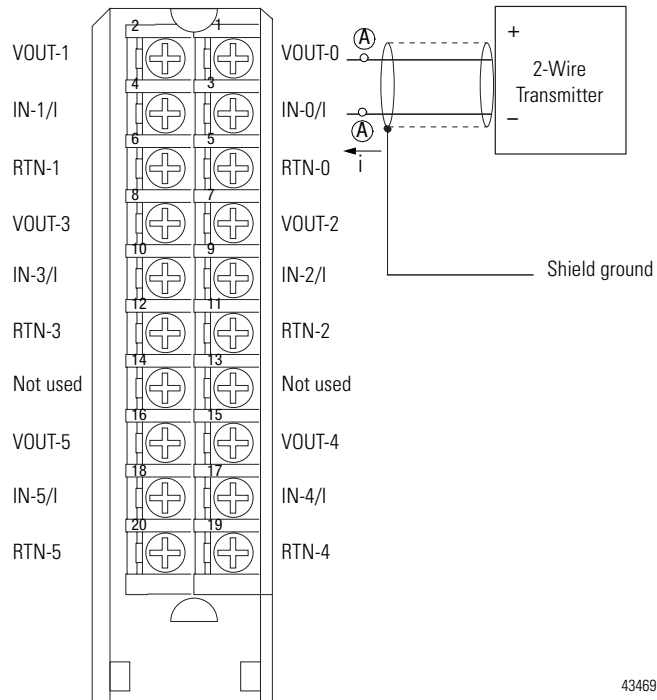 2 1
VOUT-1 VOUT-0 A + 2-Wire Transmitter
4 3
IN-1/I IN-0/I A –
6 5
RTN-1 RTN-0 i
8 7
VOUT-3 VOUT-2
10 9
IN-3/I IN-2/I Shield ground
12 11
RTN-3 RTN-2
14 13
Not used Not used
16 15
VOUT-5 VOUT-4
18 17
IN-5/I IN-4/I
20 19
RTN-5 RTN-4
43469